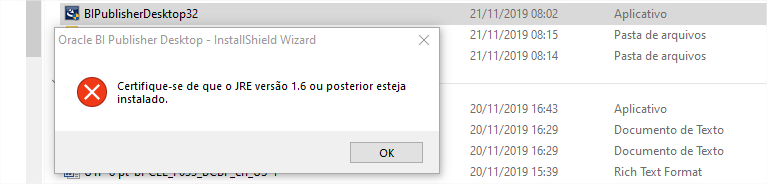 BIPublisherDesktop32 21/11/2019 08:02 Aplicativo
Oracle BI Publisher Desktop - InstallShield Wizard
21/11/2019 08:15 Pasta de arquivos
21/11/2019 08:14 Pasta de arquivos
Certifique-se de que o JRE versão 1.6 ou posterior esteja
instalado.
OK
20/11/2019 16:43 Aplicativo
20/11/2019 16:29 Documento de Texto
20/11/2019 16:29 Documento de Texto
20/11/2019 15:39 Rich Text Format